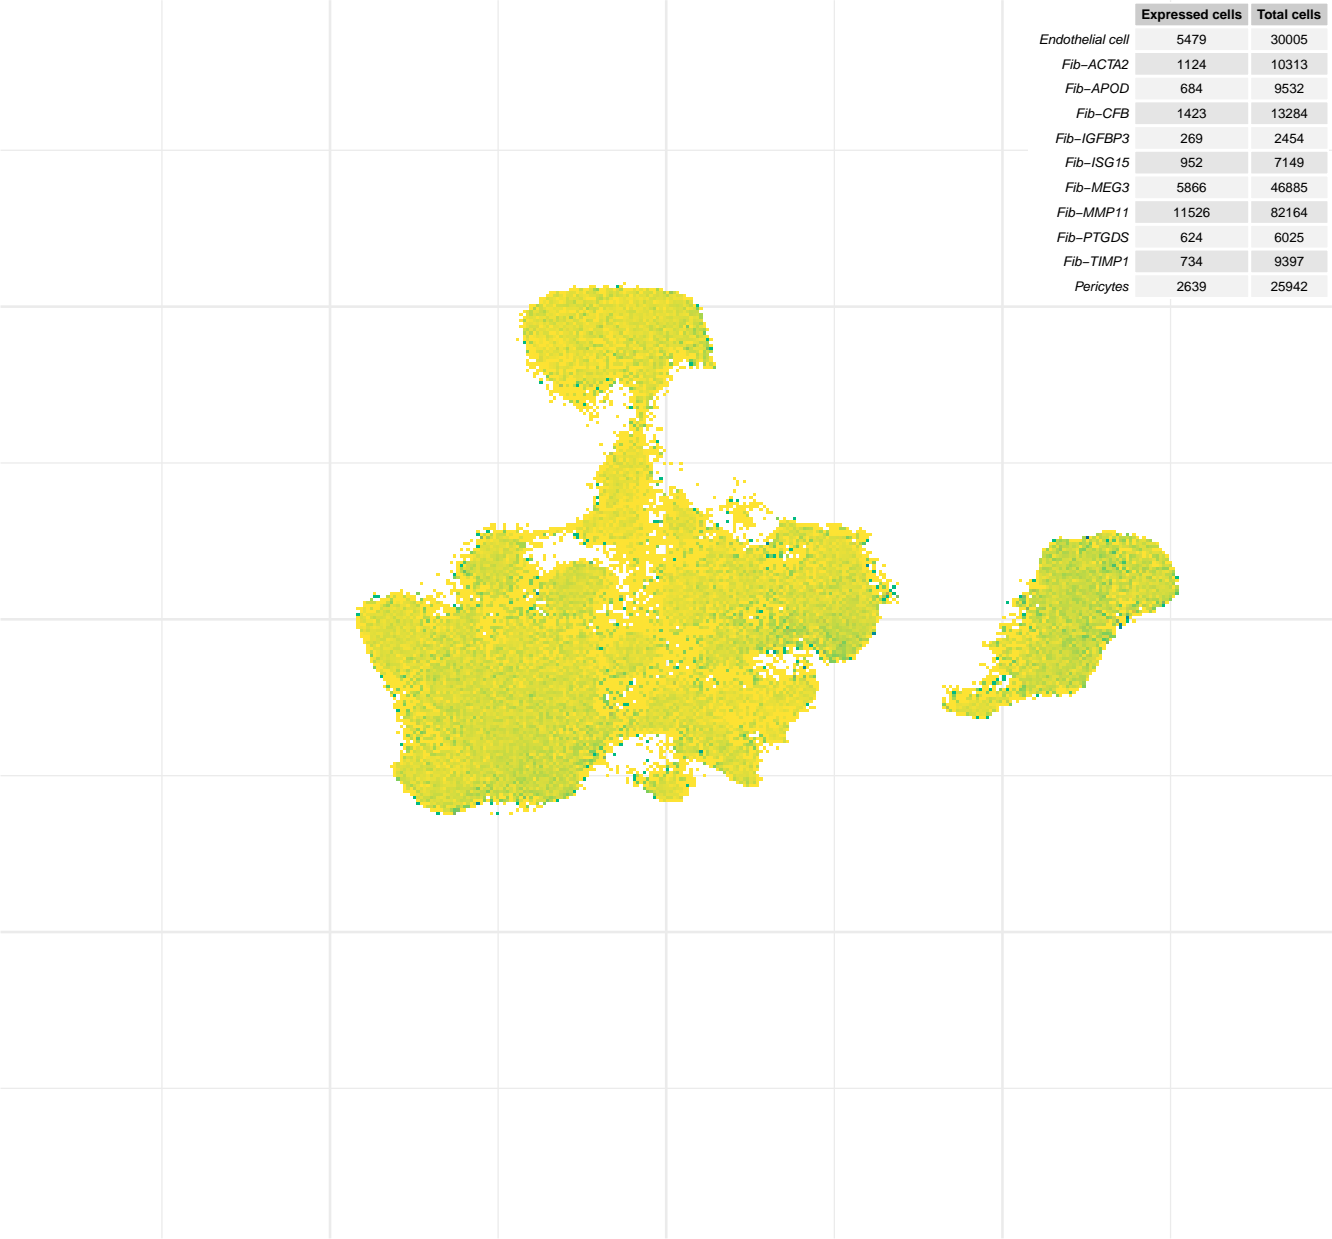 Expressed cells Total cells
Endothelial cell 5479 30005
Fib−ACTA2 1124 10313
Fib−APOD 684 9532
Fib−CFB 1423 13284
Fib−IGFBP3 269 2454
Fib−ISG15 952 7149
Fib−MEG3 5866 46885
Fib−MMP11 11526 82164
Fib−PTGDS 624 6025
Fib−TIMP1 734 9397
Pericytes 2639 25942